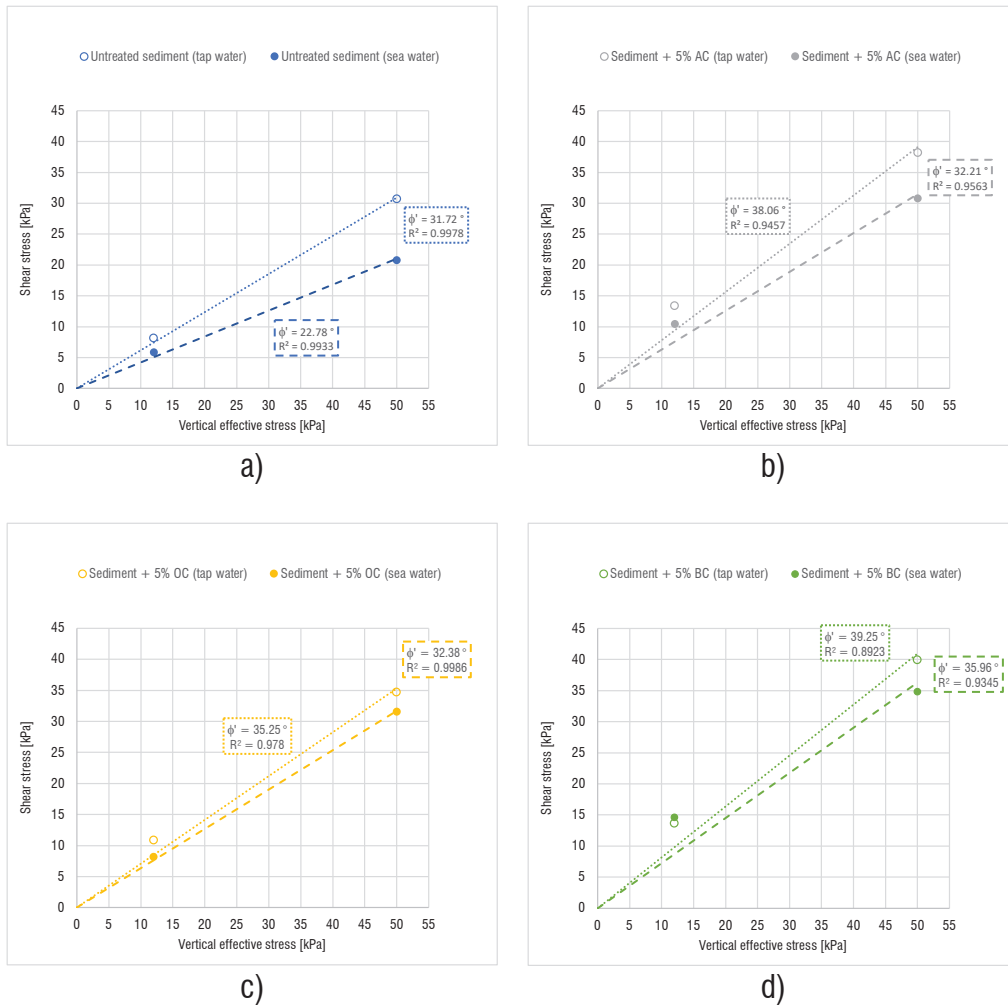 Untreated sediment (tap water) Untreated sediment (sea water)
45
40
35
30
25
20
15
10
5
0
Shear stress [kPa]
ϕ' = 31.72 °
R² = 0.9978
ϕ' = 22.78 °
R² = 0.9933
0 5 10 15 20 25 30 35 40 45 50 55
Vertical effective stress [kPa]
a)
Sediment + 5% AC (tap water) Sediment + 5% AC (sea water)
45
40
35
30
25
20
15
10
5
0
Shear stress [kPa]
ϕ' = 32.21 °
R² = 0.9563
ϕ' = 38.06 °
R² = 0.9457
0 5 10 15 20 25 30 35 40 45 50 55
Vertical effective stress [kPa]
b)
Sediment + 5% OC (tap water) Sediment + 5% OC (sea water)
45
40
35
30
25
20
15
10
5
0
Shear stress [kPa]
ϕ' = 32.38 °
R² = 0.9986
ϕ' = 35.25 °
R² = 0.978
0 5 10 15 20 25 30 35 40 45 50 55
Vertical effective stress [kPa]
c)
Sediment + 5% BC (tap water) Sediment + 5% BC (sea water)
45
40
35
30
25
20
15
10
5
0
Shear stress [kPa]
ϕ' = 39.25 °
R² = 0.8923
ϕ' = 35.96 °
R² = 0.9345
0 5 10 15 20 25 30 35 40 45 50 55
Vertical effective stress [kPa]
d)